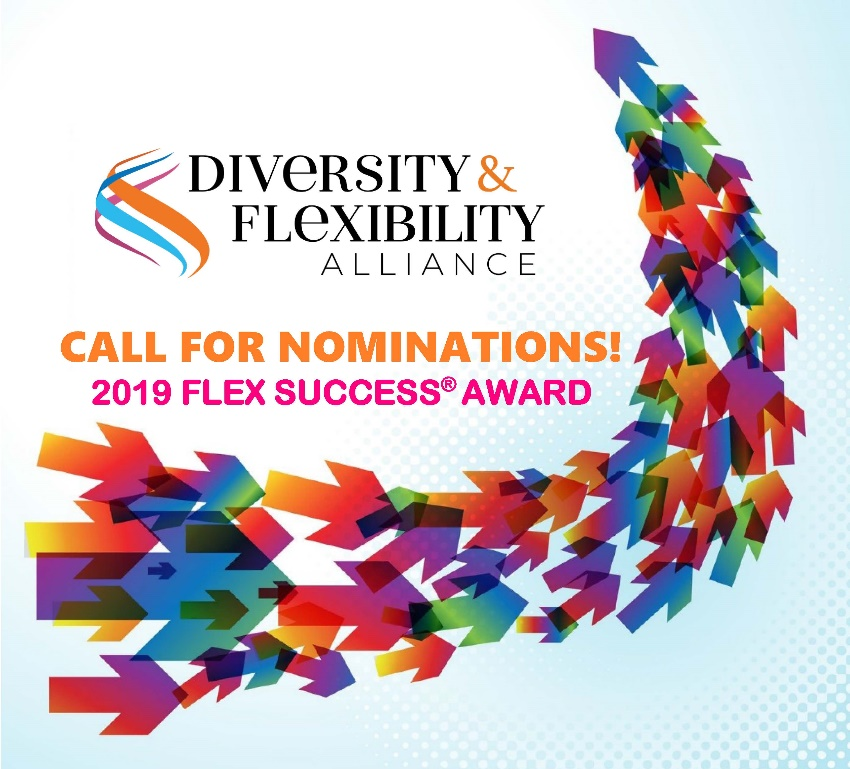 DIVeRSITY &
FLeXIBILITY
ALLIANCE
CALL FOR NOMINATIONS!
2019 FLEX SUCCESS® AWARD